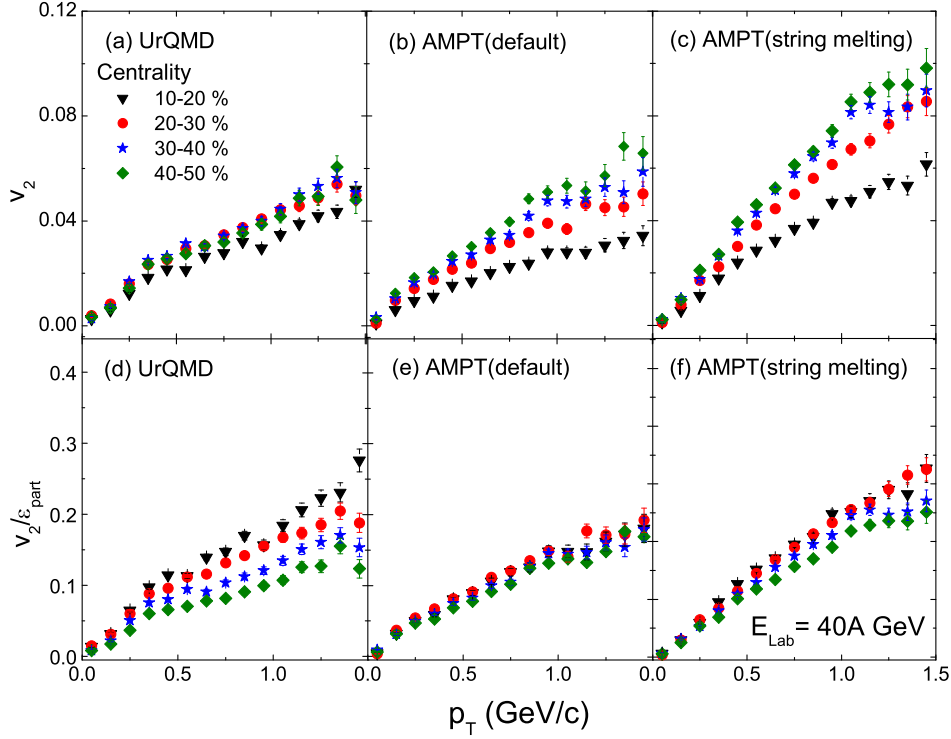 0.12
0.08
0.04
0.00
v2
(a) UrQMD
Centrality
10-20 %
20-30 %
30-40 %
40-50 %
(b) AMPT(default)
(c) AMPT(string melting)
0.4
0.3
0.2
0.1
0.0
v2/εpart
(d) UrQMD
(e) AMPT(default)
(f) AMPT(string melting)
ELab= 40A GeV
0.0 0.5 1.0 0.0 0.5 1.0 0.0 0.5 1.0 1.5
pT (GeV/c)